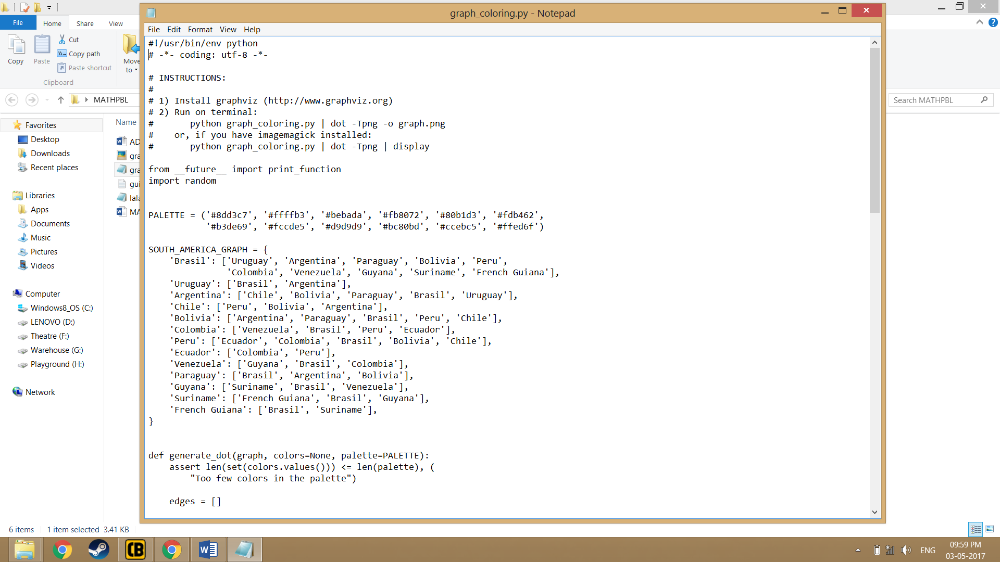 graph_coloring.py - Notepad
File Home Share View
File Edit Format View Help
Copy
Paste
Cut
Copy path
Paste shortcut
Move
to
Clipboard
MATHPBL
Search MATHPBL
Favorites
Desktop
Downloads
Recent places
Libraries
Apps
Documents
Music
Pictures
Videos
Computer
Windows8_OS (C:)
LENOVO (D:)
Theatre (F:)
Warehouse (G:)
Playground (H:)
Network
Name
AD
gra
gra
gui
lala
MA
#!/usr/bin/env python
# -*- coding: utf-8 -*-
# INSTRUCTIONS:
#
# 1) Install graphviz (http://www.graphviz.org)
# 2) Run on terminal:
#       python graph_coloring.py | dot -Tpng -o graph.png
#    or, if you have imagemagick installed:
#       python graph_coloring.py | dot -Tpng | display
from __future__ import print_function
import random
PALETTE = ('#8dd3c7', '#ffffb3', '#bebada', '#fb8072', '#80b1d3', '#fdb462',
           '#b3de69', '#fccde5', '#d9d9d9', '#bc80bd', '#ccebc5', '#ffed6f')
SOUTH_AMERICA_GRAPH = {
    'Brasil': ['Uruguay', 'Argentina', 'Paraguay', 'Bolivia', 'Peru',
               'Colombia', 'Venezuela', 'Guyana', 'Suriname', 'French Guiana'],
    'Uruguay': ['Brasil', 'Argentina'],
    'Argentina': ['Chile', 'Bolivia', 'Paraguay', 'Brasil', 'Uruguay'],
    'Chile': ['Peru', 'Bolivia', 'Argentina'],
    'Bolivia': ['Argentina', 'Paraguay', 'Brasil', 'Peru', 'Chile'],
    'Colombia': ['Venezuela', 'Brasil', 'Peru', 'Ecuador'],
    'Peru': ['Ecuador', 'Colombia', 'Brasil', 'Bolivia', 'Chile'],
    'Ecuador': ['Colombia', 'Peru'],
    'Venezuela': ['Guyana', 'Brasil', 'Colombia'],
    'Paraguay': ['Brasil', 'Argentina', 'Bolivia'],
    'Guyana': ['Suriname', 'Brasil', 'Venezuela'],
    'Suriname': ['French Guiana', 'Brasil', 'Guyana'],
    'French Guiana': ['Brasil', 'Suriname'],
}
def generate_dot(graph, colors=None, palette=PALETTE):
    assert len(set(colors.values())) <= len(palette), (
        "Too few colors in the palette")
    edges = []
6 items 1 item selected 3.41 KB
CB
W
ENG
09:59 PM
03-05-2017